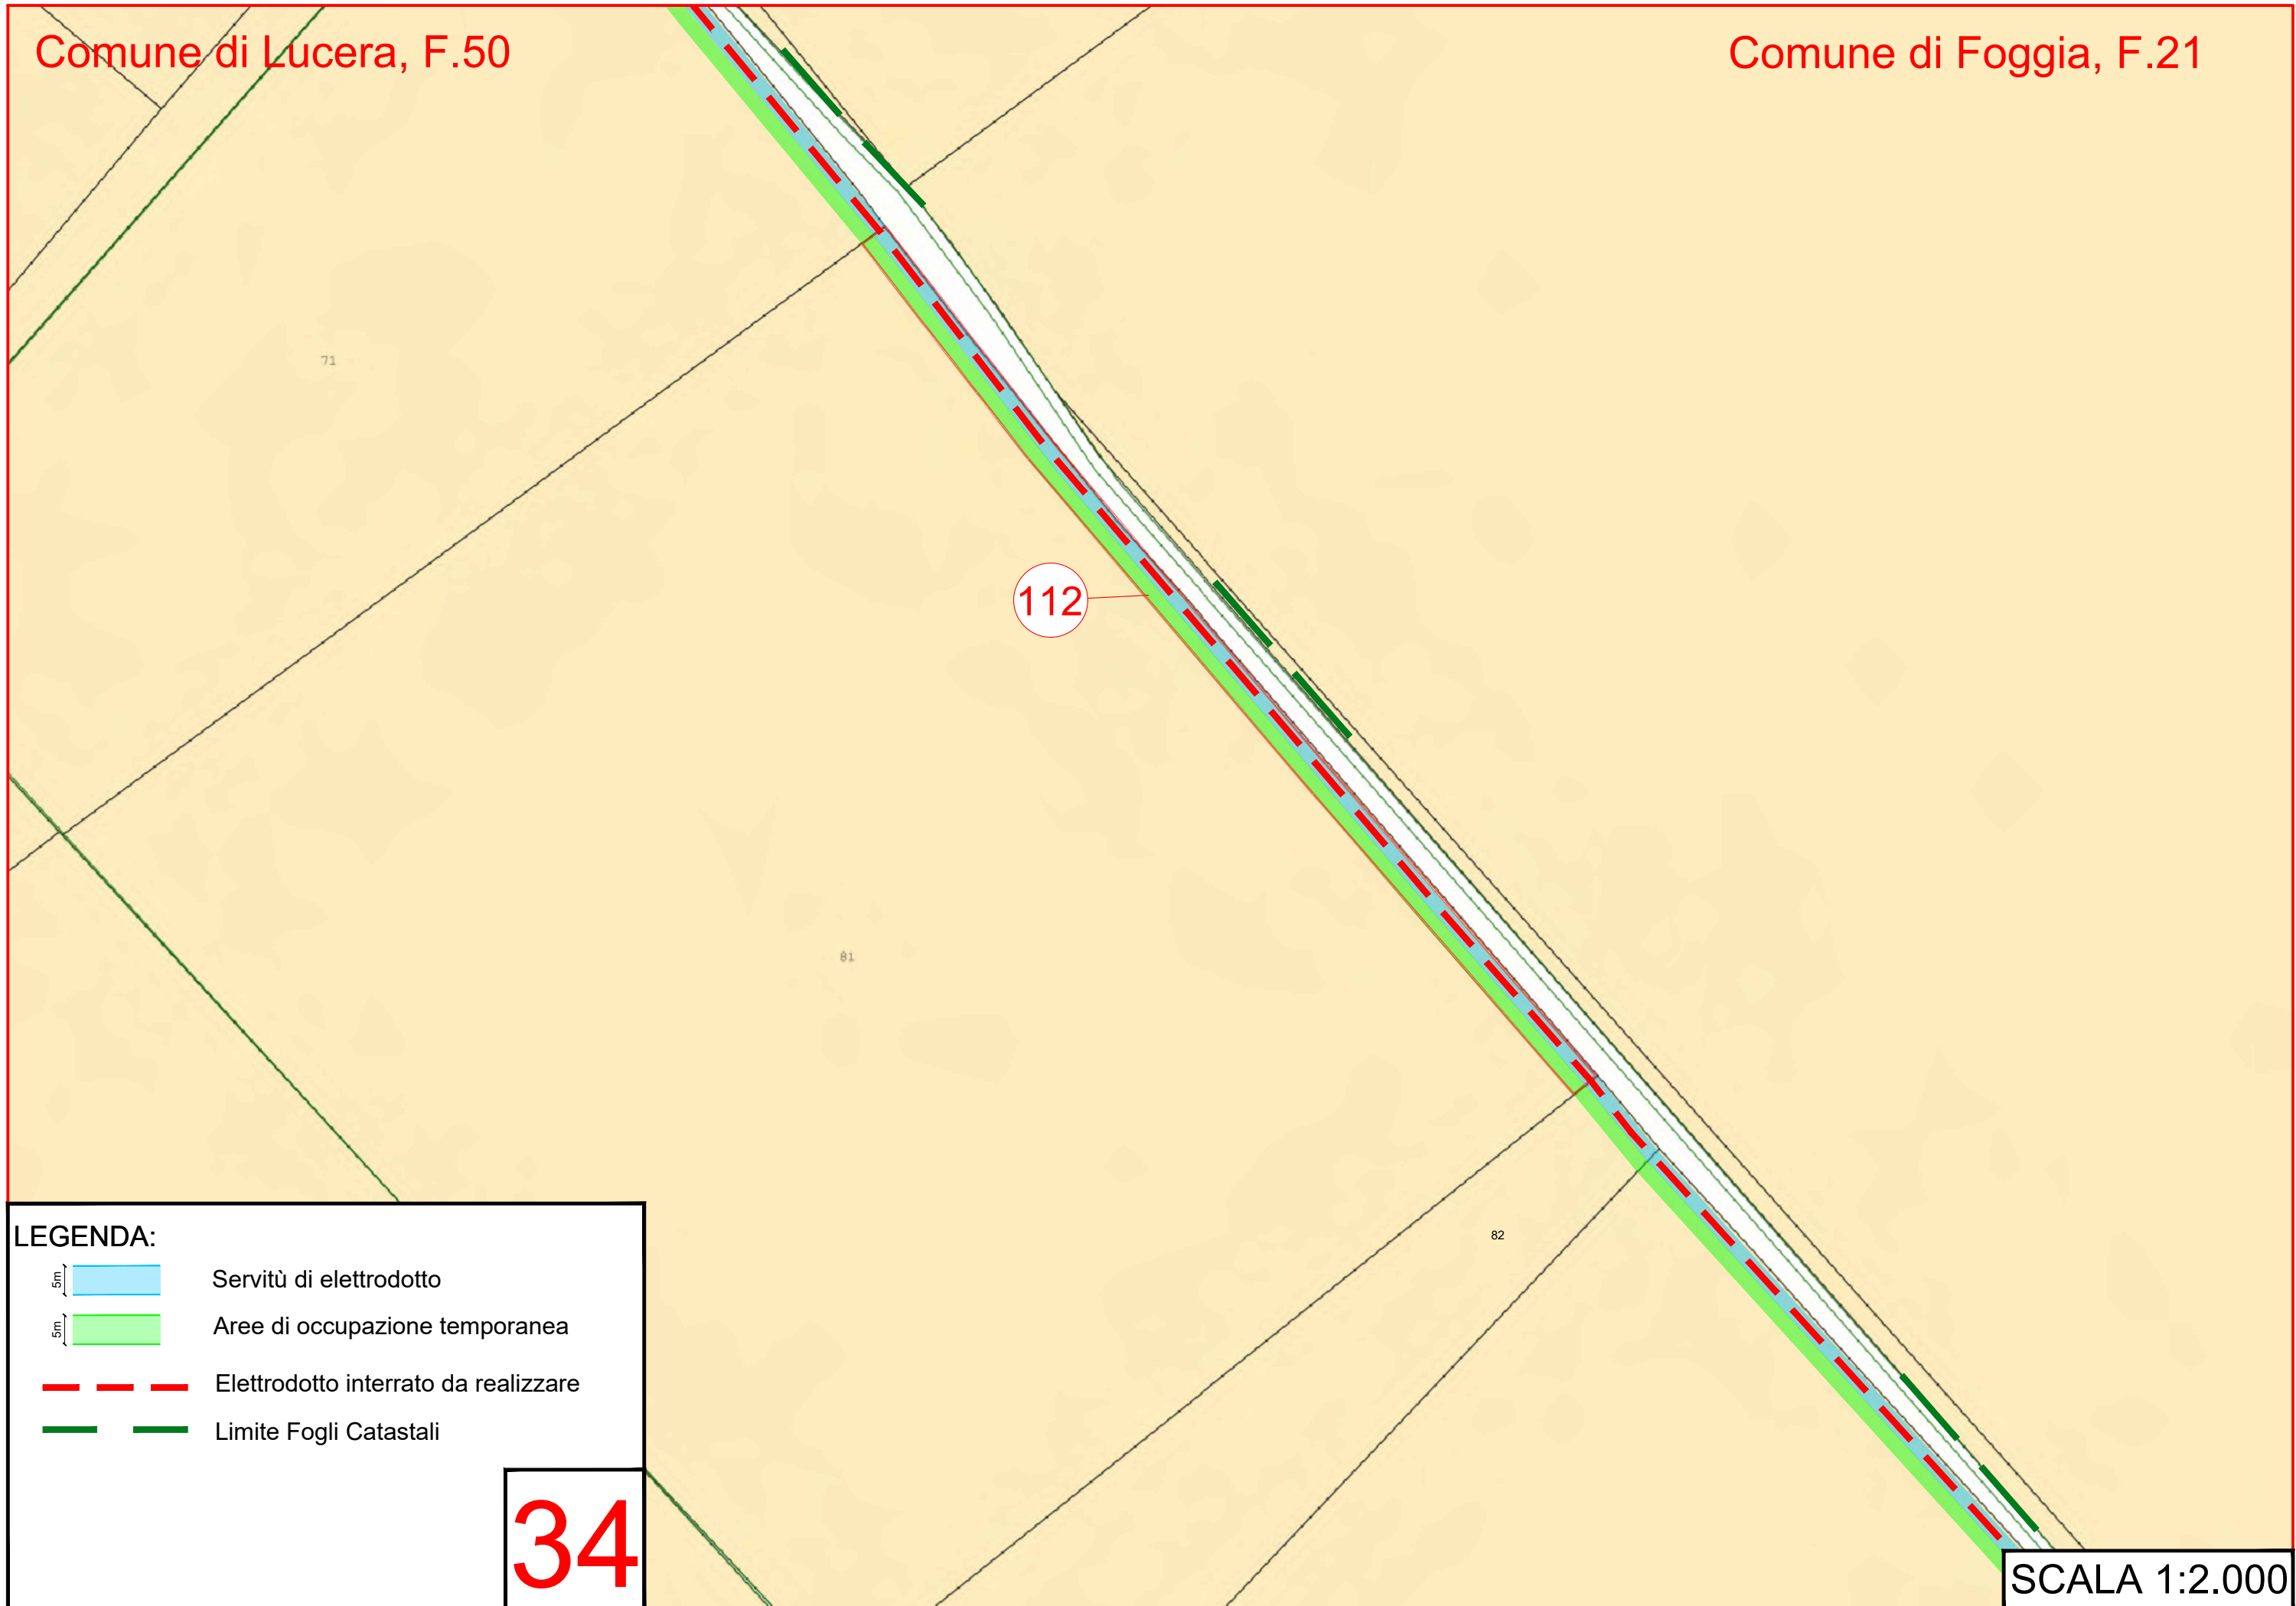 Comune di Lucera, F.50
Comune di Foggia, F.21
71
112
81
82
LEGENDA:
5m
Servitù di elettrodotto
5m
Aree di occupazione temporanea
Elettrodotto interrato da realizzare
Limite Fogli Catastali
34
SCALA 1:2.000